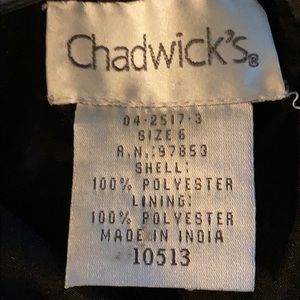 Chadwick's®
04-2517-3
SIZE 6
R.N.:97853
SHELL:
100% POLYESTER
LINING:
100% POLYESTER
MADE IN INDIA
10513